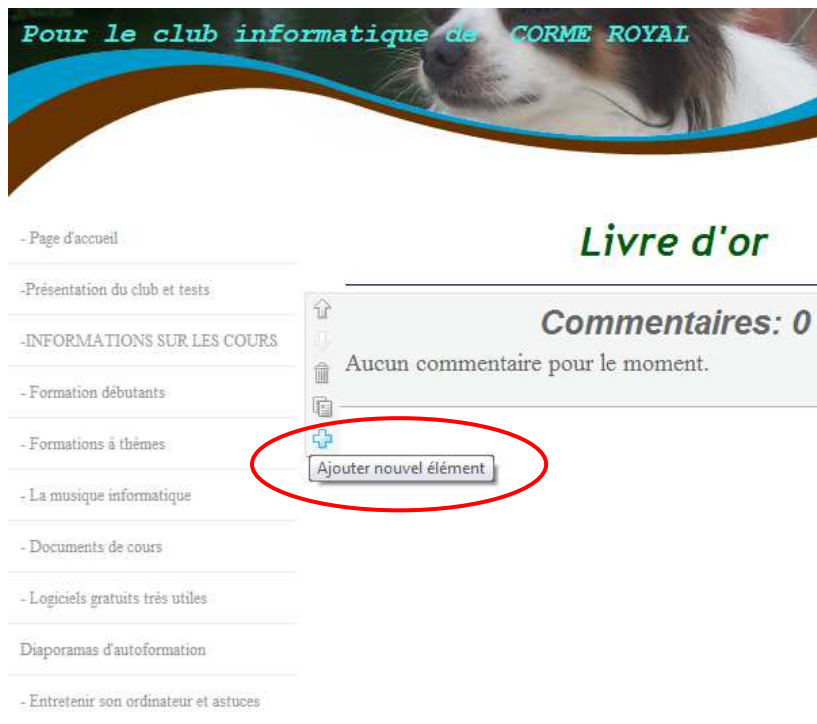 Pour le club informatique de CORME ROYAL
Livre d'or
- Page d'accueil
-Présentation du club et tests
-INFORMATIONS SUR LES COURS
- Formation débutants
- Formations à thèmes
- La musique informatique
- Documents de cours
- Logiciels gratuits très utiles
Diaporamas d'autoformation
- Entretenir son ordinateur et astuces
Commentaires: 0
Aucun commentaire pour le moment.
Ajouter nouvel élément